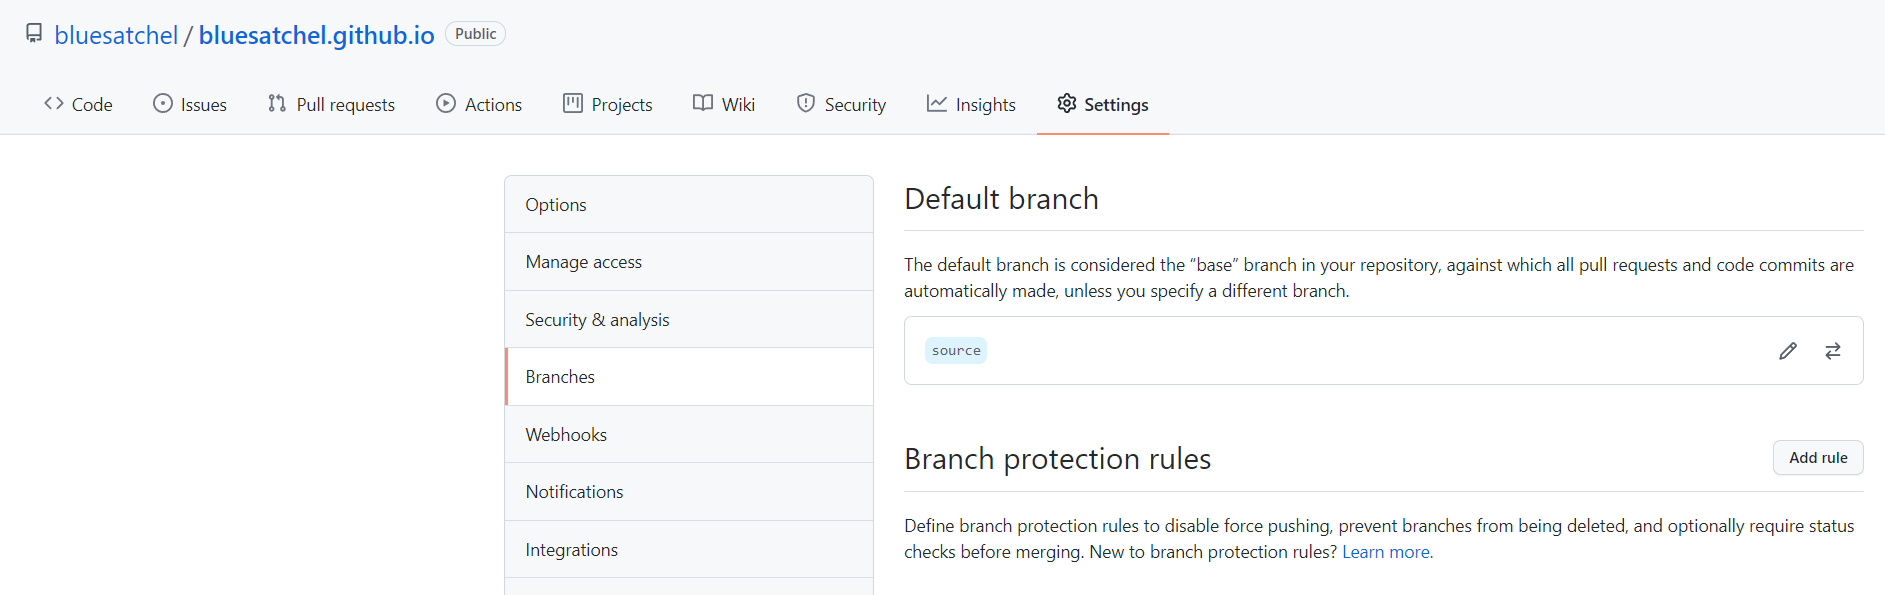 bluesatchel / bluesatchel.github.io Public
Code Issues Pull requests Actions Projects Wiki Security Insights Settings
Options
Manage access
Security & analysis
Branches
Webhooks
Notifications
Integrations
Default branch
The default branch is considered the “base” branch in your repository, against which all pull requests and code commits are
automatically made, unless you specify a different branch.
source
Branch protection rules
Add rule
Define branch protection rules to disable force pushing, prevent branches from being deleted, and optionally require status
checks before merging. New to branch protection rules? Learn more.